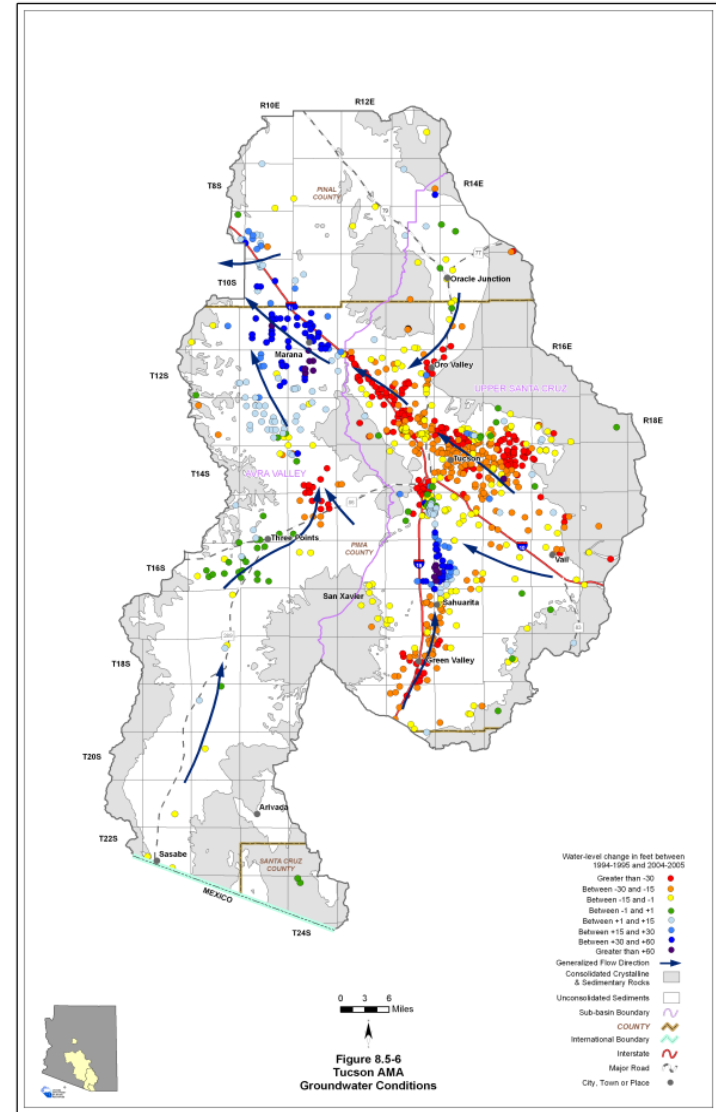 R10E
R12E
T8S
R14E
PINAL
COUNTY
79
77
T10S
Oracle Junction
R16E
Marana
Oro Valley
T12S
UPPER SANTA CRUZ
R18E
Tucson
T14S
AVRA VALLEY
86
Three Points
PIMA
COUNTY
Vail
T16S
19
San Xavier
Sahuarita
83
286
T18S
Green Valley
T20S
Arivaca
T22S
Sasabe
SANTA CRUZ
COUNTY
MEXICO
T24S
Water-level change in feet between
1994-1995 and 2004-2005
Greater than -30
Between -30 and -15
Between -15 and -1
Between -1 and +1
Between +1 and +15
Between +15 and +30
Between +30 and +60
Greater than +60
Generalized Flow Direction
Consolidated Crystalline
& Sedimentary Rocks
Unconsolidated Sediments
Sub-basin Boundary
COUNTY
International Boundary
Interstate
Major Road
City, Town or Place
0 3 6
Miles
Figure 8.5-6
Tucson AMA
Groundwater Conditions